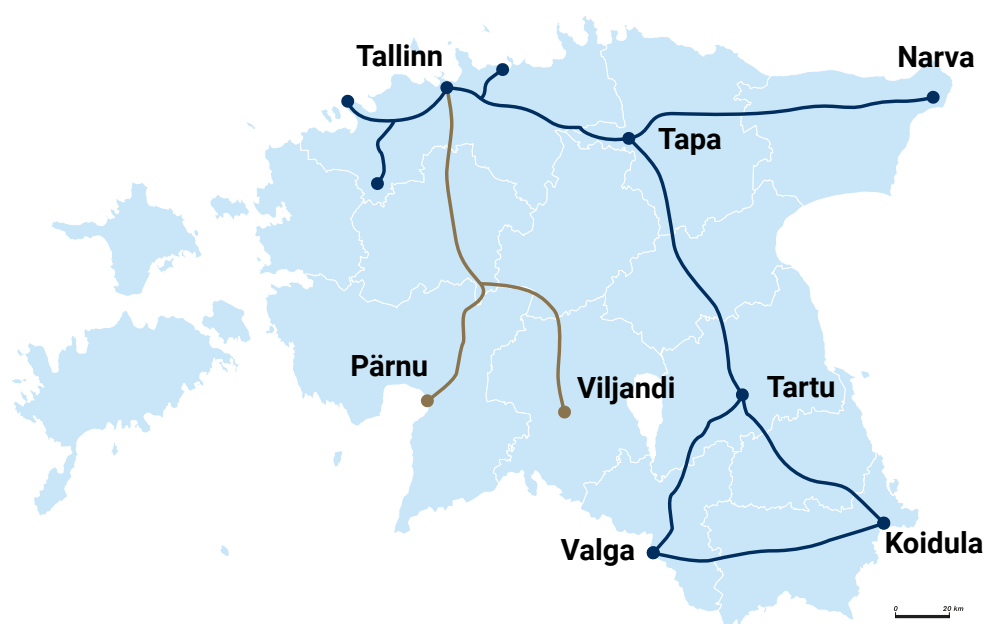 Tallinn
Narva
Tapa
Pärnu
Viljandi
Tartu
Valga
Koidula
0 20 km